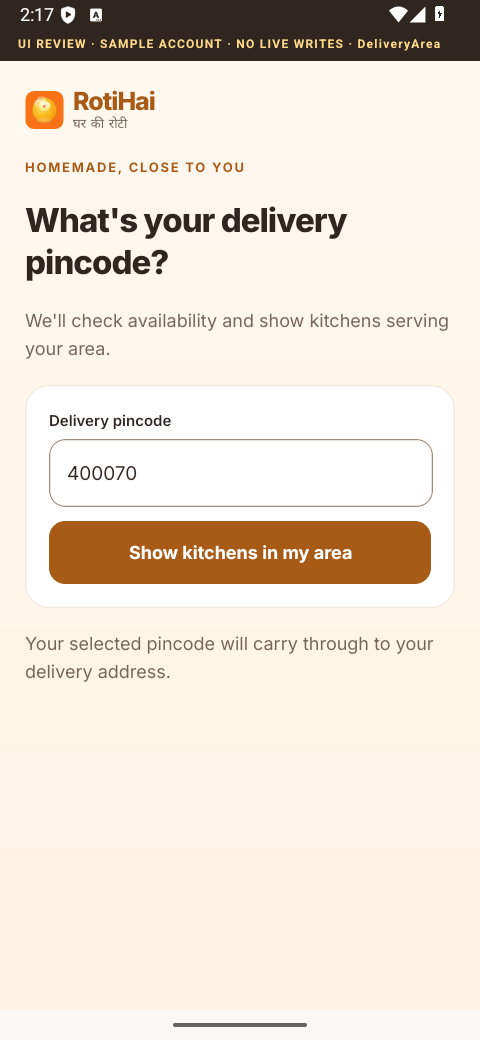 2:17
UI REVIEW · SAMPLE ACCOUNT · NO LIVE WRITES · DeliveryArea
RotiHai
घर की रोटी
HOMEMADE, CLOSE TO YOU
What's your delivery
pincode?
We'll check availability and show kitchens serving
your area.
Delivery pincode
400070
Show kitchens in my area
Your selected pincode will carry through to your
delivery address.